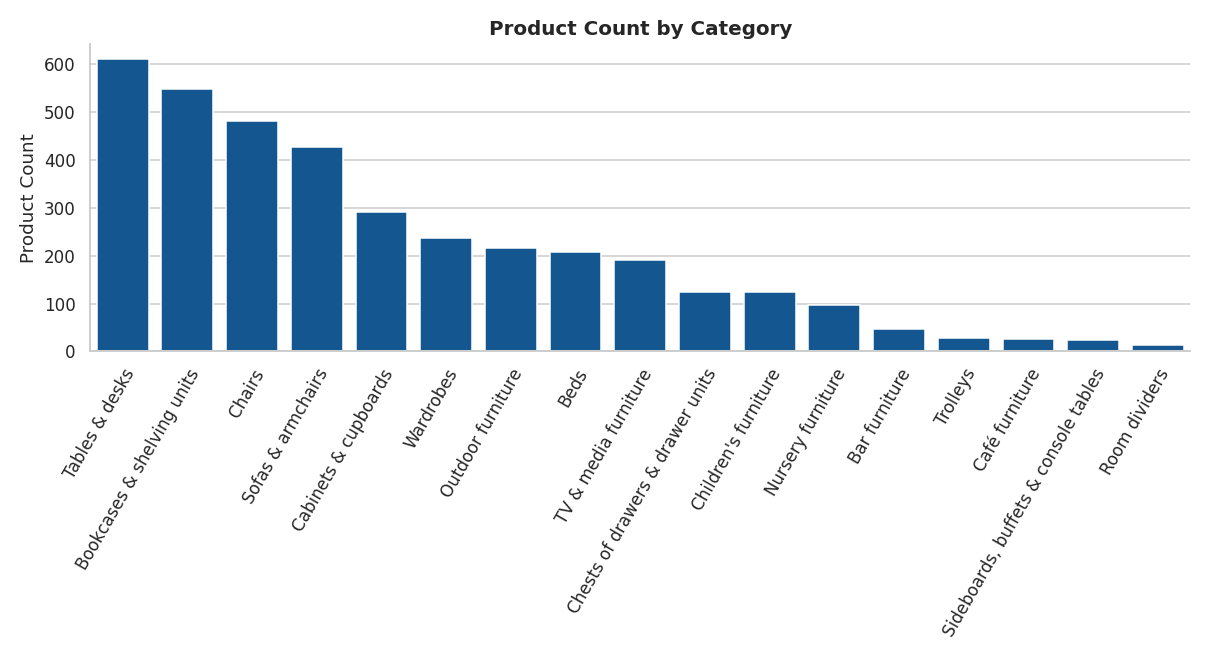 Product Count by Category
Product Count
600
500
400
300
200
100
0
Tables & desks
Bookcases & shelving units
Chairs
Sofas & armchairs
Cabinets & cupboards
Wardrobes
Outdoor furniture
Beds
TV & media furniture
Chests of drawers & drawer units
Children's furniture
Nursery furniture
Bar furniture
Trolleys
Café furniture
Sideboards, buffets & console tables
Room dividers